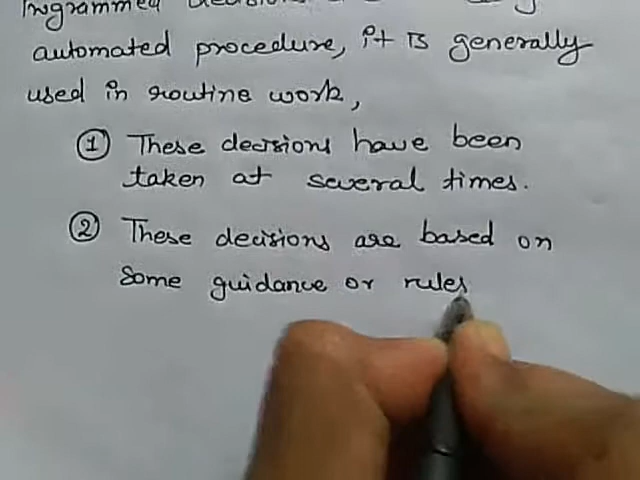 automated procedure, it is generally
used in routine work,
① These decisions have been
taken at several times.
② These decisions are based on
Some guidance or rules